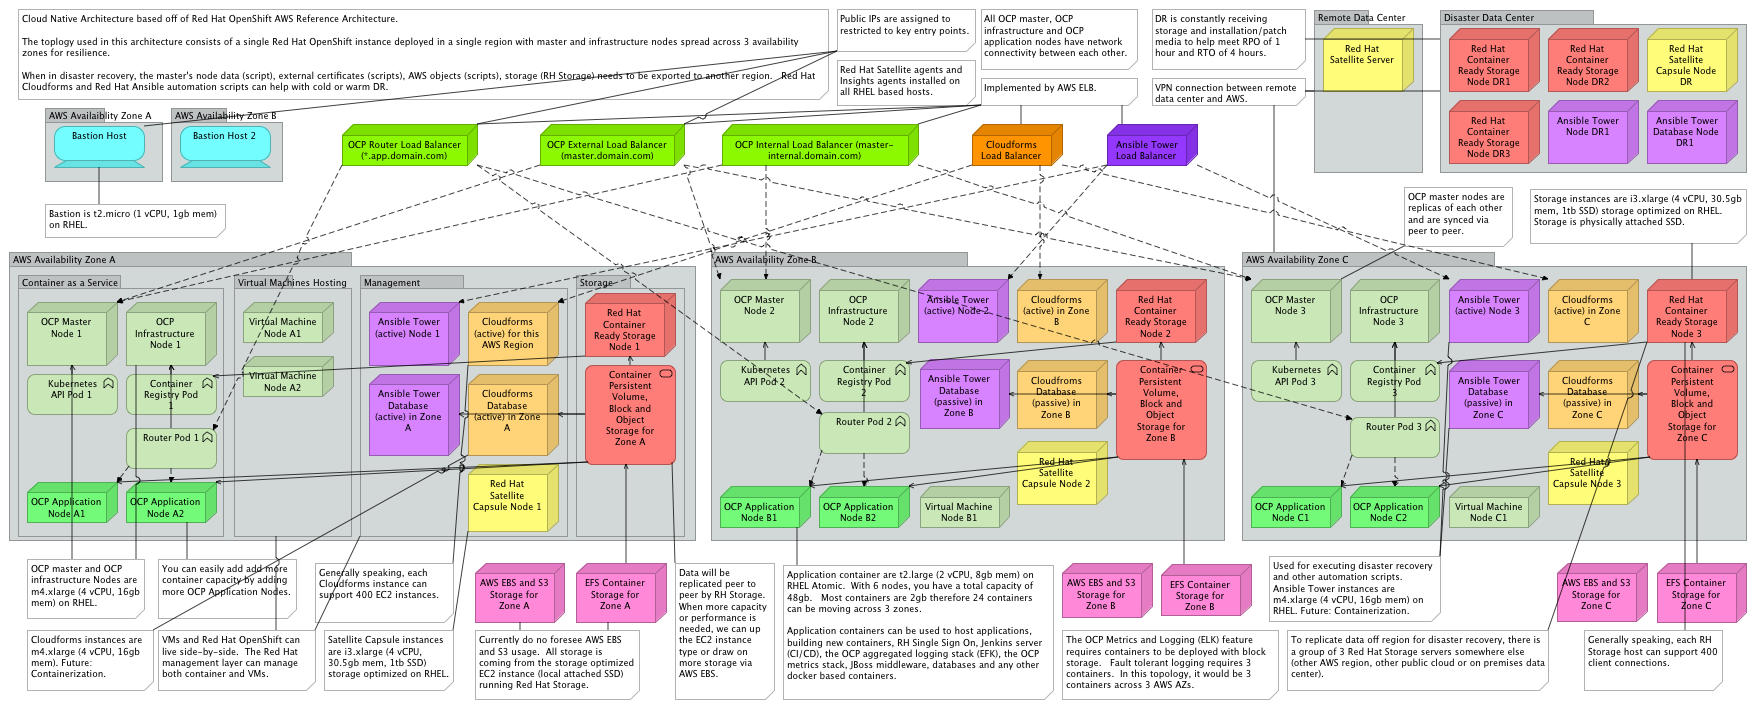 Cloud Native Architecture based off of Red Hat OpenShift AWS Reference Architecture.
The toplogy used in this architecture consists of a single Red Hat OpenShift instance deployed in a single region with master and infrastructure nodes spread across 3 availability
zones for resilience.
When in disaster recovery, the master's node data (script), external certificates (scripts), AWS objects (scripts), storage (RH Storage) needs to be exported to another region. Red Hat
Cloudforms and Red Hat Ansible automation scripts can help with cold or warm DR.
Public IPs are assigned to
restricted to key entry points.
Red Hat Satellite agents and
Insights agents installed on
all RHEL based hosts.
All OCP master, OCP
infrastructure and OCP
application nodes have network
connectivity between each other.
Implemented by AWS ELB.
DR is constantly receiving
storage and installation/patch
media to help meet RPO of 1
hour and RTO of 4 hours.
VPN connection between remote
data center and AWS.
Remote Data Center
Red Hat
Satellite Server
Disaster Data Center
Red Hat
Container
Ready Storage
Node DR1
Red Hat
Container
Ready Storage
Node DR2
Red Hat
Satellite
Capsule Node
DR
Red Hat
Container
Ready Storage
Node DR3
Ansible Tower
Node DR1
Ansible Tower
Database Node
DR1
AWS Availaibility Zone A
Bastion Host
AWS Availability Zone B
Bastion Host 2
Bastion is t2.micro (1 vCPU, 1gb mem)
on RHEL.
OCP Router Load Balancer
(*.app.domain.com)
OCP External Load Balancer
(master.domain.com)
OCP Internal Load Balancer (master-
internal.domain.com)
Cloudforms
Load Balancer
Ansible Tower
Load Balancer
OCP master nodes are
replicas of each other
and are synced via
peer to peer.
Storage instances are i3.xlarge (4 vCPU, 30.5gb
mem, 1tb SSD) storage optimized on RHEL.
Storage is physically attached SSD.
AWS Availability Zone A
Container as a Service
OCP Master
Node 1
OCP
Infrastructure
Node 1
Kubernetes
API Pod 1
Container
Registry Pod
1
Router Pod 1
OCP Application
Node A1
OCP Application
Node A2
Virtual Machines Hosting
Virtual Machine
Node A1
Virtual Machine
Node A2
Management
Ansible Tower
(active) Node 1
Cloudforms
(active) for this
AWS Region
Ansible Tower
Database
(active) in Zone
A
Cloudforms
Database
(active) in Zone
A
Red Hat
Satellite
Capsule Node 1
Storage
Red Hat
Container
Ready Storage
Node 1
Container
Persistent
Volume,
Block and
Object
Storage for
Zone A
AWS Availability Zone B
OCP Master
Node 2
OCP
Infrastructure
Node 2
Ansible Tower
(active) Node 2
Cloudforms
(active) in Zone
B
Red Hat
Container
Ready Storage
Node 2
Kubernetes
API Pod 2
Container
Registry Pod
2
Ansible Tower
Database
(passive) in
Zone B
Cloudfroms
Database
(passive) in
Zone B
Container
Persistent
Volume,
Block and
Object
Storage for
Zone B
Router Pod 2
Red Hat
Satellite
Capsule Node 2
OCP Application
Node B1
OCP Application
Node B2
Virtual Machine
Node B1
AWS Availability Zone C
OCP Master
Node 3
OCP
Infrastructure
Node 3
Ansible Tower
(active) Node 3
Cloudforms
(active) in Zone
C
Red Hat
Container
Ready Storage
Node 3
Kubernetes
API Pod 3
Container
Registry Pod
3
Ansible Tower
Database
(passive) in
Zone C
Cloudfroms
Database
(passive) in
Zone C
Container
Persistent
Volume,
Block and
Object
Storage for
Zone C
Router Pod 3
Red Hat
Satellite
Capsule Node 3
OCP Application
Node C1
OCP Application
Node C2
Virtual Machine
Node C1
OCP master and OCP
infrastructure Nodes are
m4.xlarge (4 vCPU, 16gb
mem) on RHEL.
You can easily add add more
container capacity by adding
more OCP Application Nodes.
Generally speaking, each
Cloudforms instance can
support 400 EC2 instances.
AWS EBS and S3
Storage for
Zone A
EFS Container
Storage for
Zone A
Data will be
replicated peer to
peer by RH Storage.
When more capacity
or performance is
needed, we can up
the EC2 instance
type or draw on
more storage via
AWS EBS.
Application container are t2.large (2 vCPU, 8gb mem) on
RHEL Atomic. With 6 nodes, you have a total capacity of
48gb. Most containers are 2gb therefore 24 containers
can be moving across 3 zones.
Application containers can be used to host applications,
building new containers, RH Single Sign On, Jenkins server
(CI/CD), the OCP aggregated logging stack (EFK), the OCP
metrics stack, JBoss middleware, databases and any other
docker based containers.
AWS EBS and S3
Storage for
Zone B
EFS Container
Storage for
Zone B
Used for executing disaster recovery
and other automation scripts.
Ansible Tower instances are
m4.xlarge (4 vCPU, 16gb mem) on
RHEL. Future: Containerization.
AWS EBS and S3
Storage for
Zone C
EFS Container
Storage for
Zone C
Cloudforms instances are
m4.xlarge (4 vCPU, 16gb
mem). Future:
Containerization.
VMs and Red Hat OpenShift can
live side-by-side. The Red Hat
management layer can manage
both container and VMs.
Satellite Capsule instances
are i3.xlarge (4 vCPU,
30.5gb mem, 1tb SSD)
storage optimized on RHEL.
Currently do no foresee AWS EBS
and S3 usage. All storage is
coming from the storage optimized
EC2 instance (local attached SSD)
running Red Hat Storage.
The OCP Metrics and Logging (ELK) feature
requires containers to be deployed with block
storage. Fault tolerant logging requires 3
containers. In this topology, it would be 3
containers across 3 AWS AZs.
To replicate data off region for disaster recovery, there is
a group of 3 Red Hat Storage servers somewhere else
(other AWS region, other public cloud or on premises data
center).
Generally speaking, each RH
Storage host can support 400
client connections.